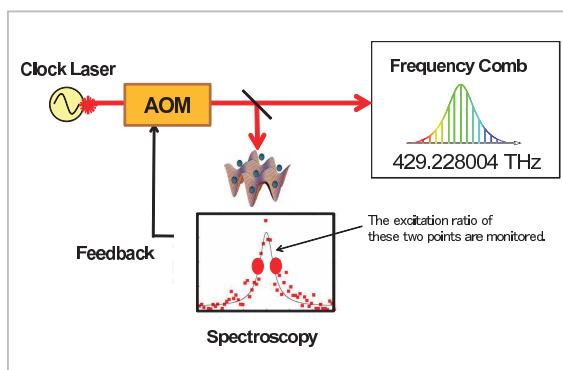 Clock Laser
AOM
Frequency Comb
429.228004 THz
The excitation ratio of
these two points are monitored.
Feedback
Spectroscopy